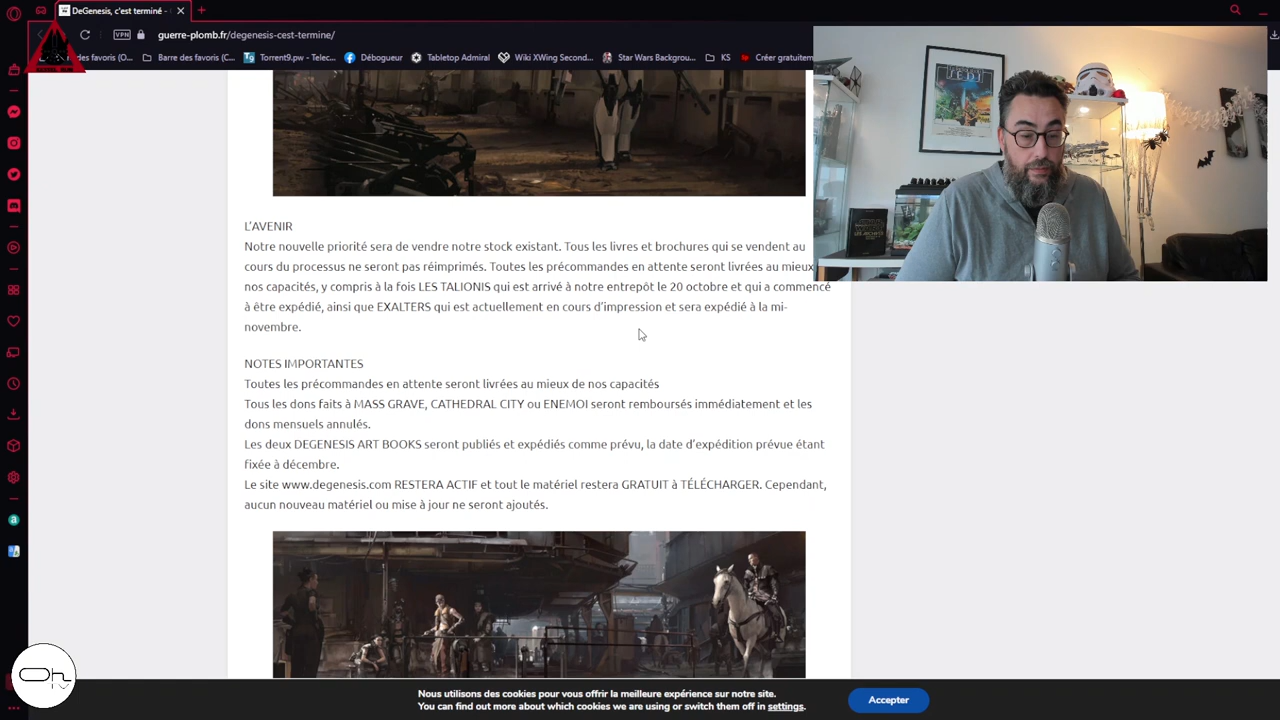 DeGenesis, c'est terminé -
VPN
guerre-plomb.fr/degenesis-cest-termine/
des favoris (O...
Barre des favoris (C...
Torrent9.pw - Telec...
Débogueur
Tabletop Admiral
Wiki XWing Second...
Star Wars Backgrou...
KS
Créer gratuitem
JEDI
L'AVENIR
Notre nouvelle priorité sera de vendre notre stock existant. Tous les livres et brochures qui se vendent au
cours du processus ne seront pas réimprimés. Toutes les précommandes en attente seront livrées au mieux
nos capacités, y compris à la fois LES TALIONIS qui est arrivé à notre entrepôt le 20 octobre et qui a commencé
à être expédié, ainsi que EXALTERS qui est actuellement en cours d'impression et sera expédié à la mi-
novembre.
NOTES IMPORTANTES
Toutes les précommandes en attente seront livrées au mieux de nos capacités
Tous les dons faits à MASS GRAVE, CATHEDRAL CITY ou ENEMOI seront remboursés immédiatement et les
dons mensuels annulés.
Les deux DEGENESIS ART BOOKS seront publiés et expédiés comme prévu, la date d'expédition prévue étant
fixée à décembre.
Le site www.degenesis.com RESTERA ACTIF et tout le matériel restera GRATUIT à TÉLÉCHARGER. Cependant,
aucun nouveau matériel ou mise à jour ne seront ajoutés.
Oh
TV
Nous utilisons des cookies pour vous offrir la meilleure expérience sur notre site.
You can find out more about which cookies we are using or switch them off in settings.
Accepter